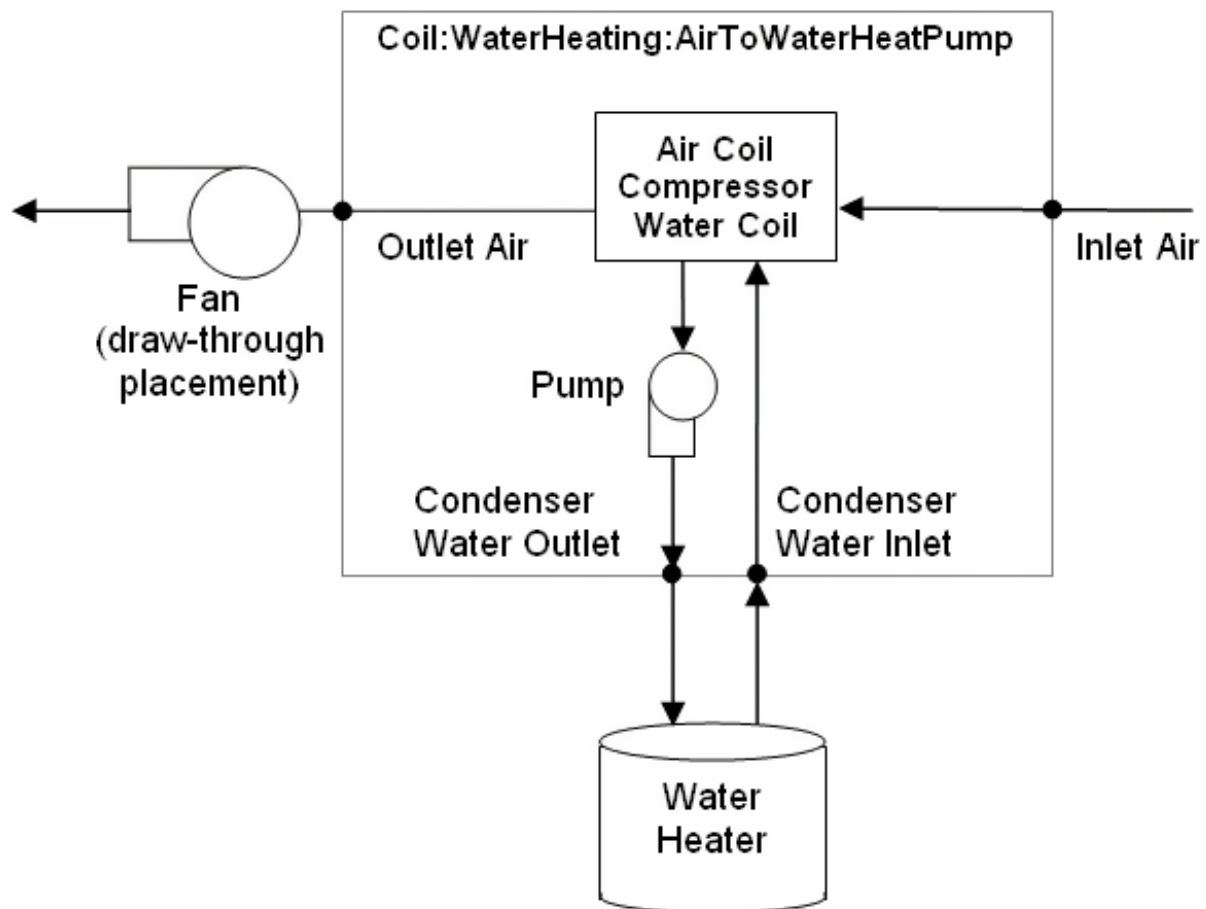 Coil:WaterHeating:AirToWaterHeatPump
Air Coil
Compressor
Water Coil
Outlet Air
Inlet Air
Fan
(draw-through
placement)
Pump
Condenser
Water Outlet
Condenser
Water Inlet
Water
Heater